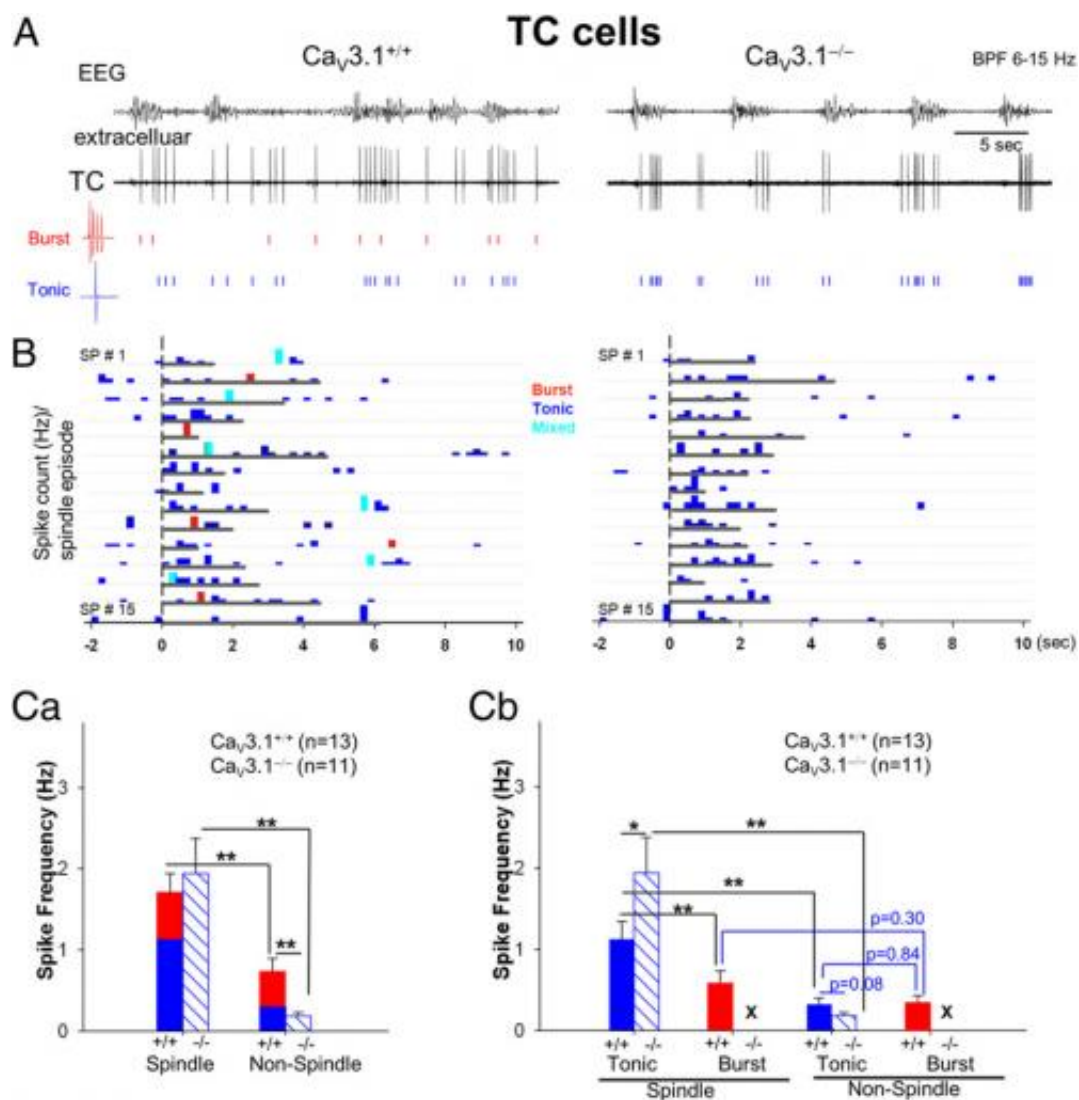 A
TC cells
CaV3.1+/+
CaV3.1−/−
BPF 6-15 Hz
EEG
extracelluar
5 sec
TC
Burst
Tonic
B
SP # 1
SP # 1
Burst
Tonic
Mixed
Spike count (Hz)/
spindle episode
SP # 15
SP # 15
-2 0 2 4 6 8 10
-2 0 2 4 6 8 10 (sec)
Ca
CaV3.1+/+ (n=13)
CaV3.1−/− (n=11)
Spike Frequency (Hz)
3
2
1
0
**
**
**
+/+ -/- +/+ -/-
Spindle Non-Spindle
Cb
CaV3.1+/+ (n=13)
CaV3.1−/− (n=11)
Spike Frequency (Hz)
3
2
1
0
*
**
**
**
p=0.30
p=0.84
p=0.08
X X
+/+ -/- +/+ -/- +/+ -/- +/+ -/-
Tonic Burst Tonic Burst
Spindle Non-Spindle